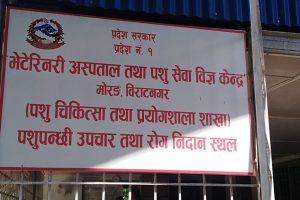 प्रदेश सरकार
प्रदेश नं. १
भेटेरिनरी अस्पताल तथा पशु सेवा विज्ञ केन्द्र
मोरङ, विराटनगर
(पशु चिकित्सा तथा प्रयोगशाला शाखा)
पशुपन्छी उपचार तथा रोग निदान स्थल